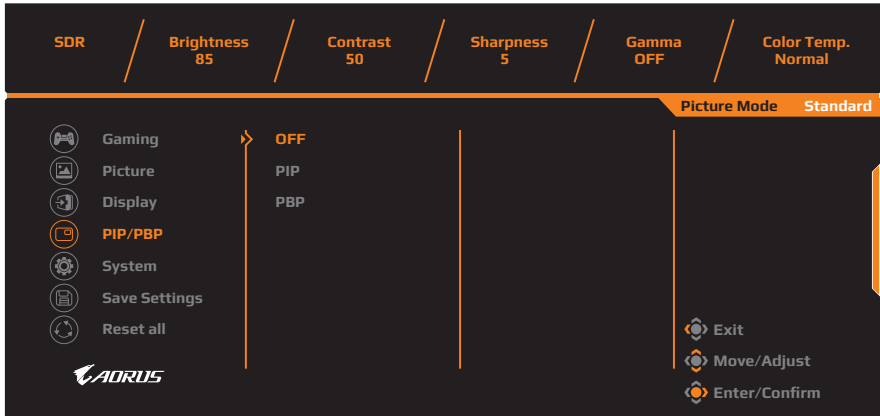 SDR
Brightness
85
Contrast
50
Sharpness
5
Gamma
OFF
Color Temp.
Normal
Picture Mode Standard
Gaming
Picture
Display
PIP/PBP
System
Save Settings
Reset all
OFF
PIP
PBP
Exit
Move/Adjust
Enter/Confirm
AORUS